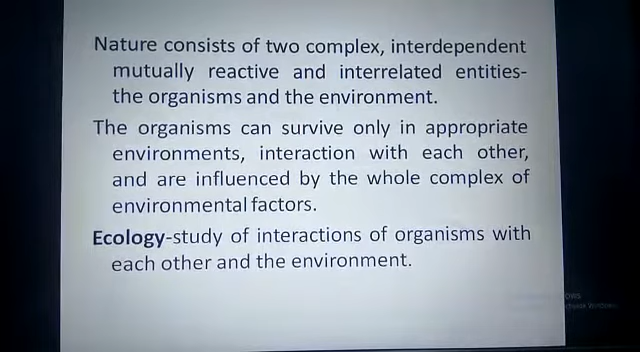 Nature consists of two complex, interdependent
mutually reactive and interrelated entities-
the organisms and the environment.
The organisms can survive only in appropriate
environments, interaction with each other,
and are influenced by the whole complex of
environmental factors.
Ecology-study of interactions of organisms with
each other and the environment.